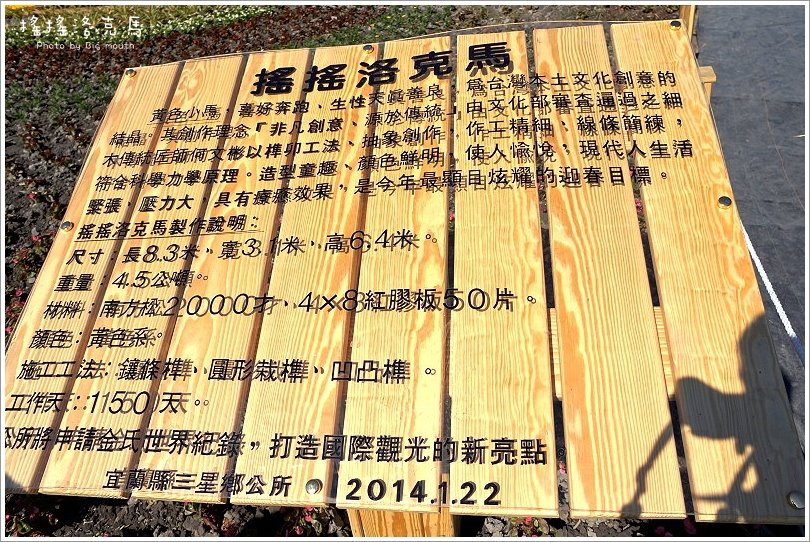 搖搖洛克馬
Photo by Big mouth
搖搖洛克馬
黃色小馬，喜好奔跑、生性天真善良，為台灣本土文化創意的
結晶。其創作理念『非凡創意、源於傳統』由文化部審查通過之細
木傳統匠師何文彬以榫卯工法、抽象創作，作工精細，線條簡練，
符合科學力學原理。造型童趣、顏色鮮明，使人愉悅；現代人生活
緊張，壓力大，具有療癒效果，是今年最顯目炫耀的迎春目標。
搖搖洛克馬製作說明：
尺寸：長8.3米，寬3.1米，高6.4米。
重量：4.5公噸。
材料：南方松2000才、4×8紅膠板50片。
顏色：黃色系。
施工工法：鑲條榫、圓形栽榫、凹凸榫。
工作天：150天。
公所將申請金氏世界紀錄，打造國際觀光的新亮點。
宜蘭縣三星鄉公所 2014.1.22